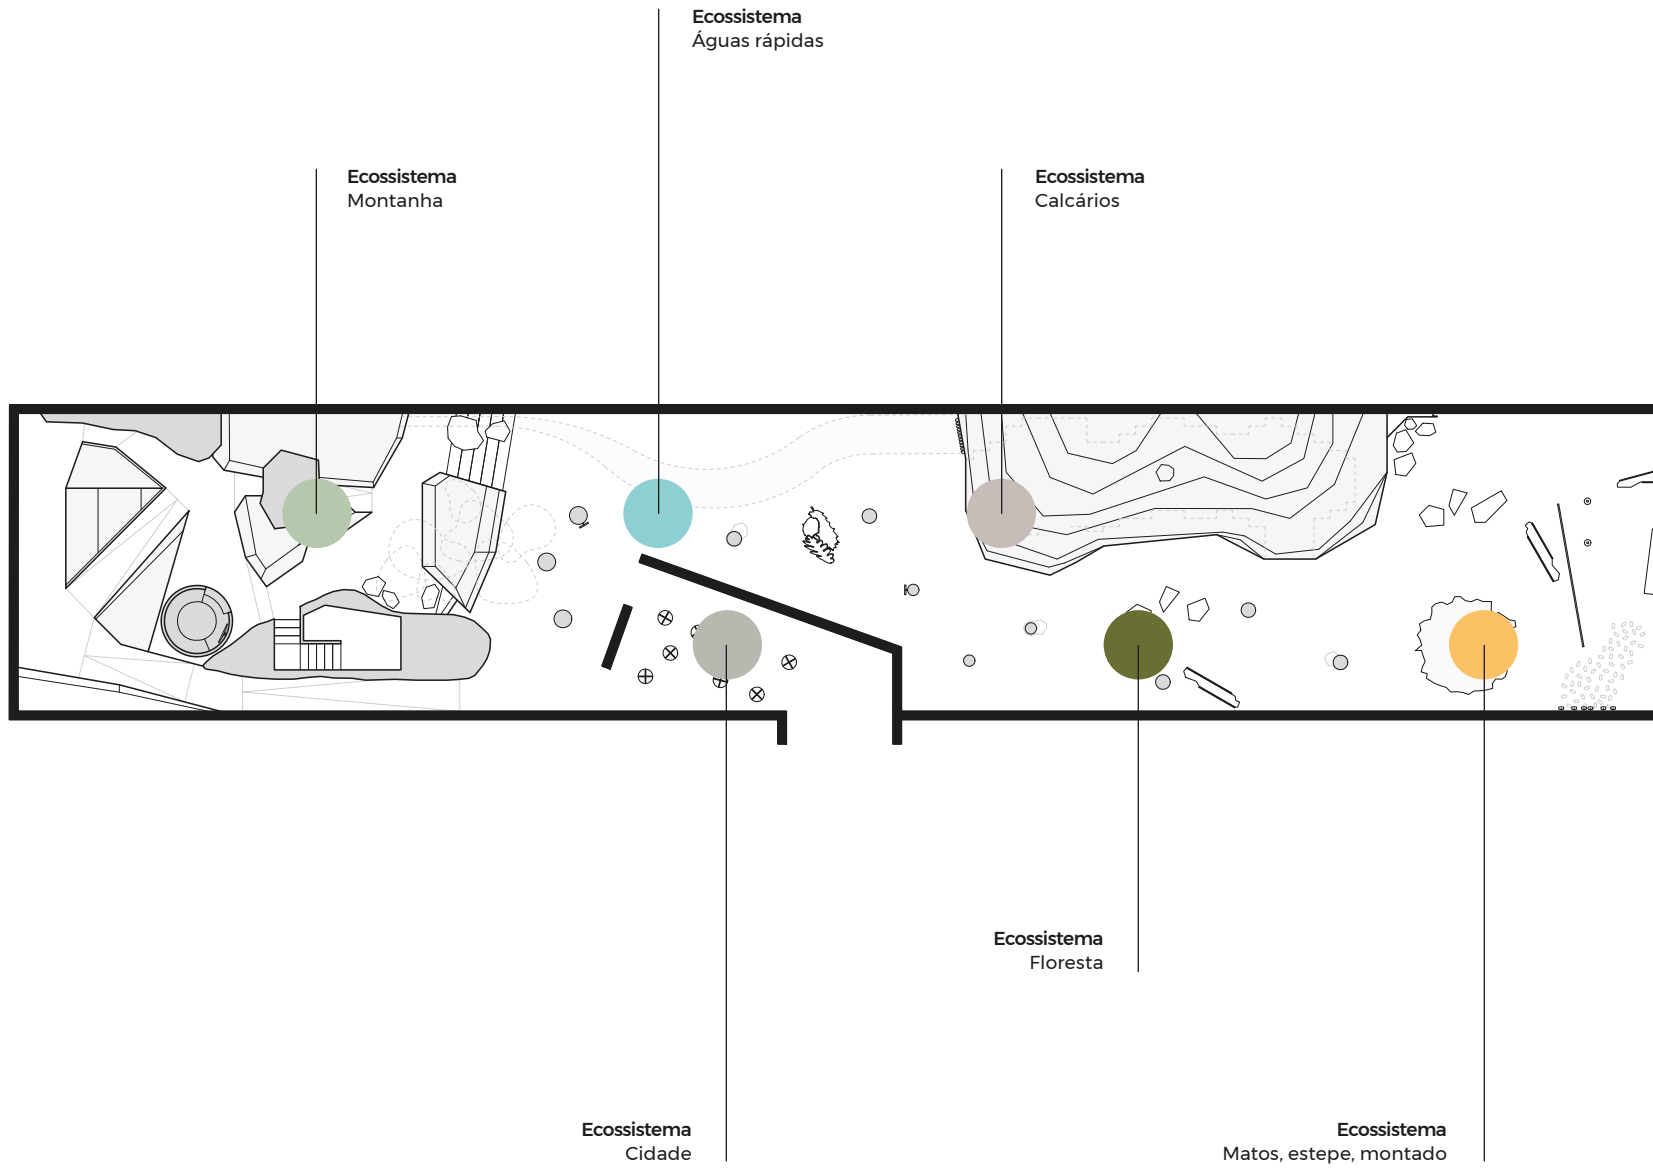 Ecossistema
Águas rápidas
Ecossistema
Montanha
Ecossistema
Calcários
Ecossistema
Floresta
Ecossistema
Cidade
Ecossistema
Matos, estepe, montado